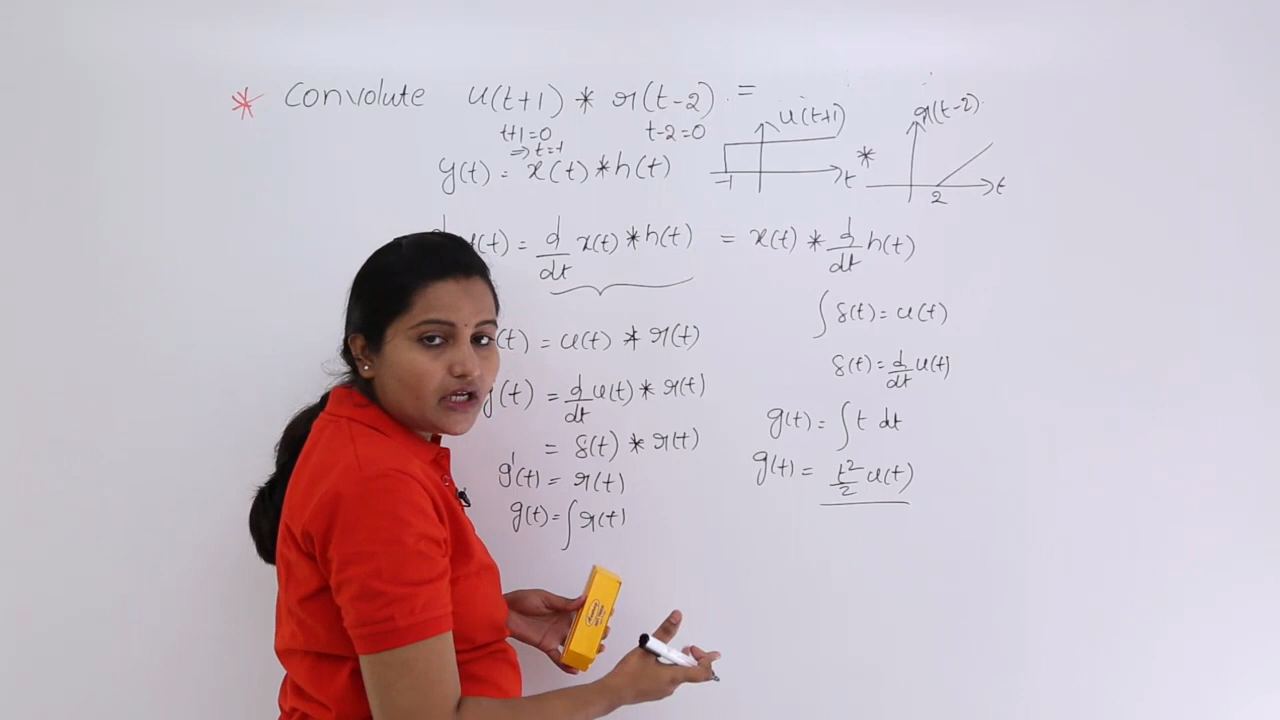 * Convolute u(t+1) * r(t-2) =
t+1=0 t-2=0
⇒ t=-1
y(t) = x(t) * h(t)
u(t+1) * r(t-2)
-1 t 2 t
(t) = d/dt x(t) * h(t) = x(t) * d/dt h(t)
∫ δ(t) = u(t)
(t) = u(t) * r(t)
δ(t) = d/dt u(t)
g(t) = d/dt u(t) * r(t)
g(t) = ∫ t dt
= δ(t) * r(t)
g'(t) = r(t)
g(t) = t²/2 u(t)
g(t) = ∫ r(t)